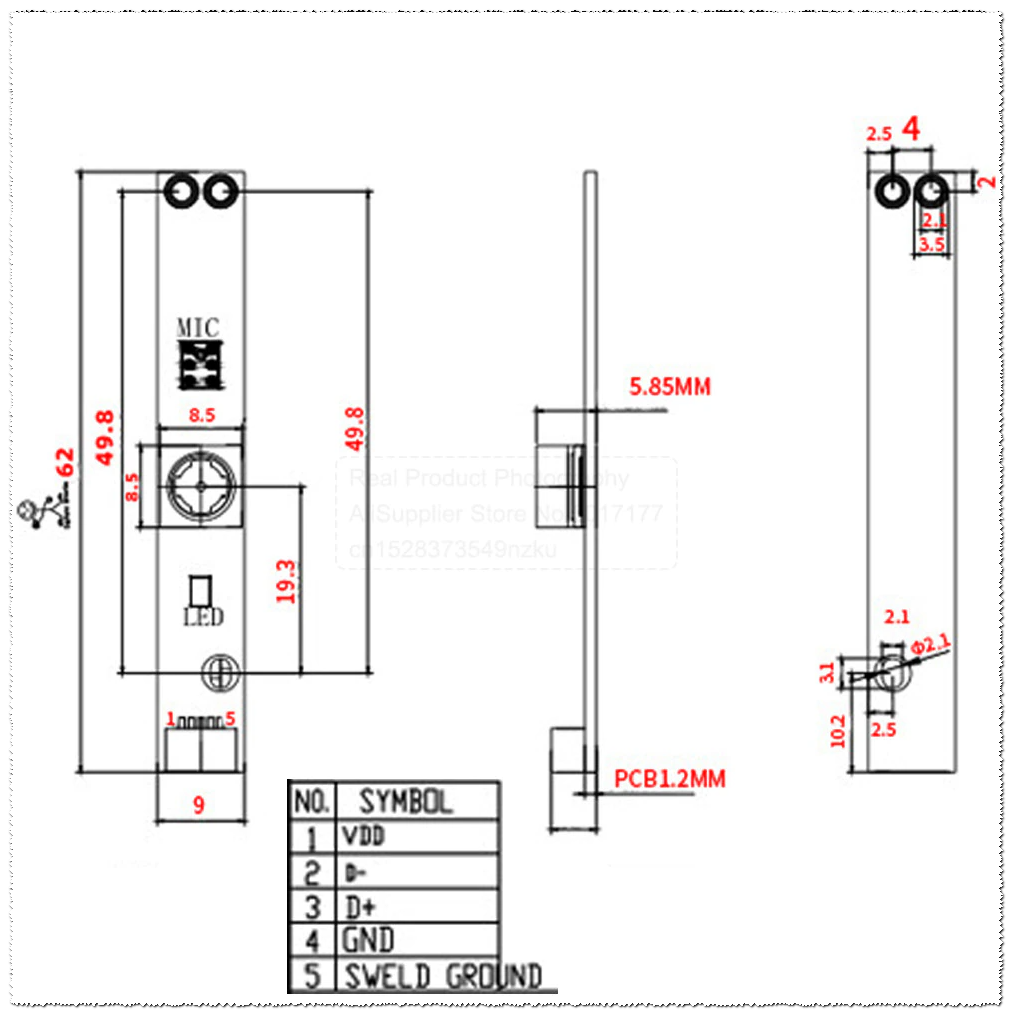 2.5 4
2
2.1
3.5
MIC
8.5
5.85MM
49.8
49.8
62
8.5
Real Product Photography
AllSupplier Store No.
017177
cn1528373549nzku
19.3
LED
2.1
Φ2.1
3.1
1 5
10.2
2.5
PCB1.2MM
9
NO. SYMBOL
1 VDD
2 D-
3 D+
4 GND
5 SWELD GROUND